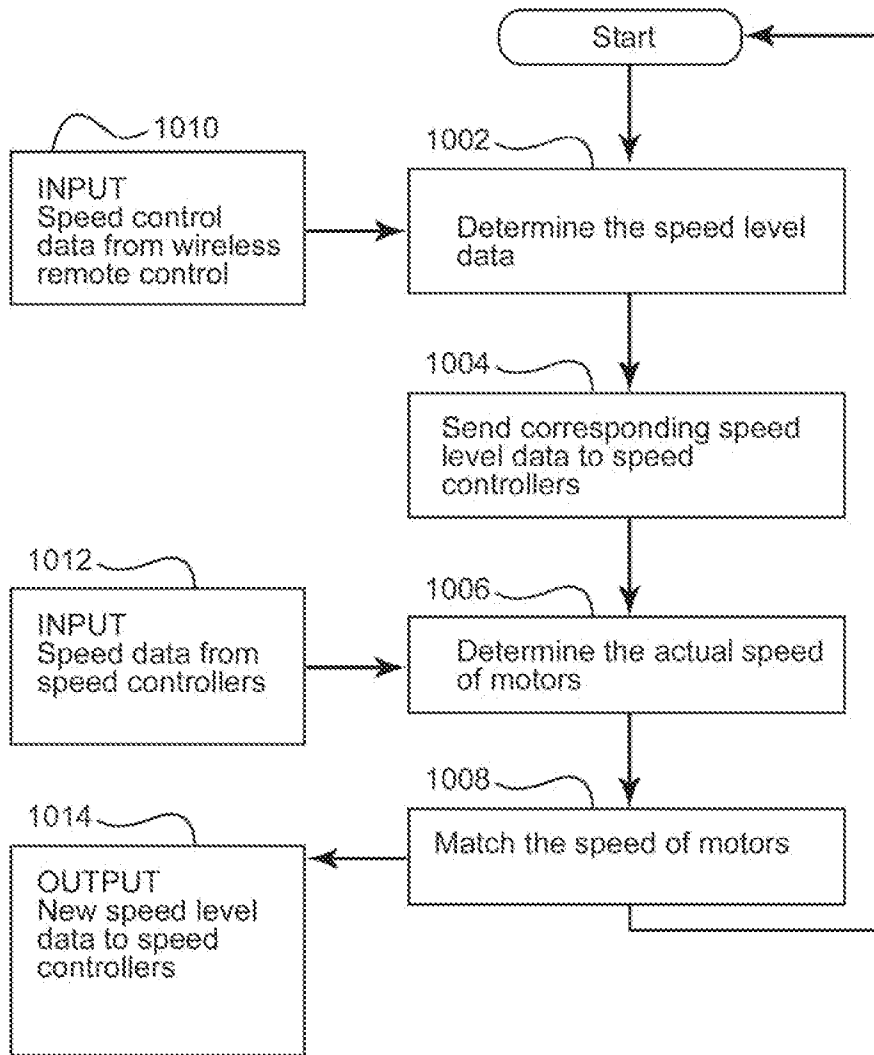 Start
1010
INPUT
Speed control
data from wireless
remote control
1002
Determine the speed level
data
1004
Send corresponding speed
level data to speed
controllers
1012
INPUT
Speed data from
speed controllers
1006
Determine the actual speed
of motors
1008
Match the speed of motors
1014
OUTPUT
New speed level
data to speed
controllers